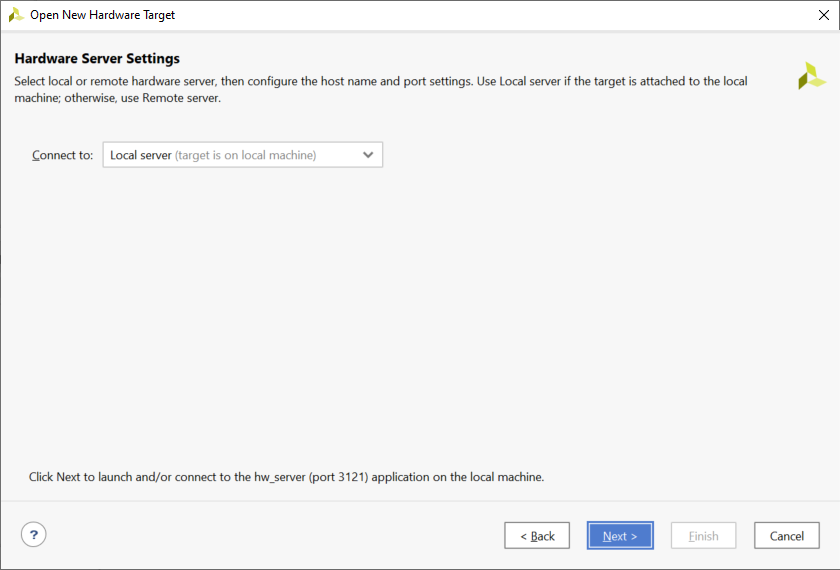 Open New Hardware Target
Hardware Server Settings
Select local or remote hardware server, then configure the host name and port settings. Use Local server if the target is attached to the local
machine; otherwise, use Remote server.
Connect to: Local server (target is on local machine)
Click Next to launch and/or connect to the hw_server (port 3121) application on the local machine.
? < Back Next > Finish Cancel